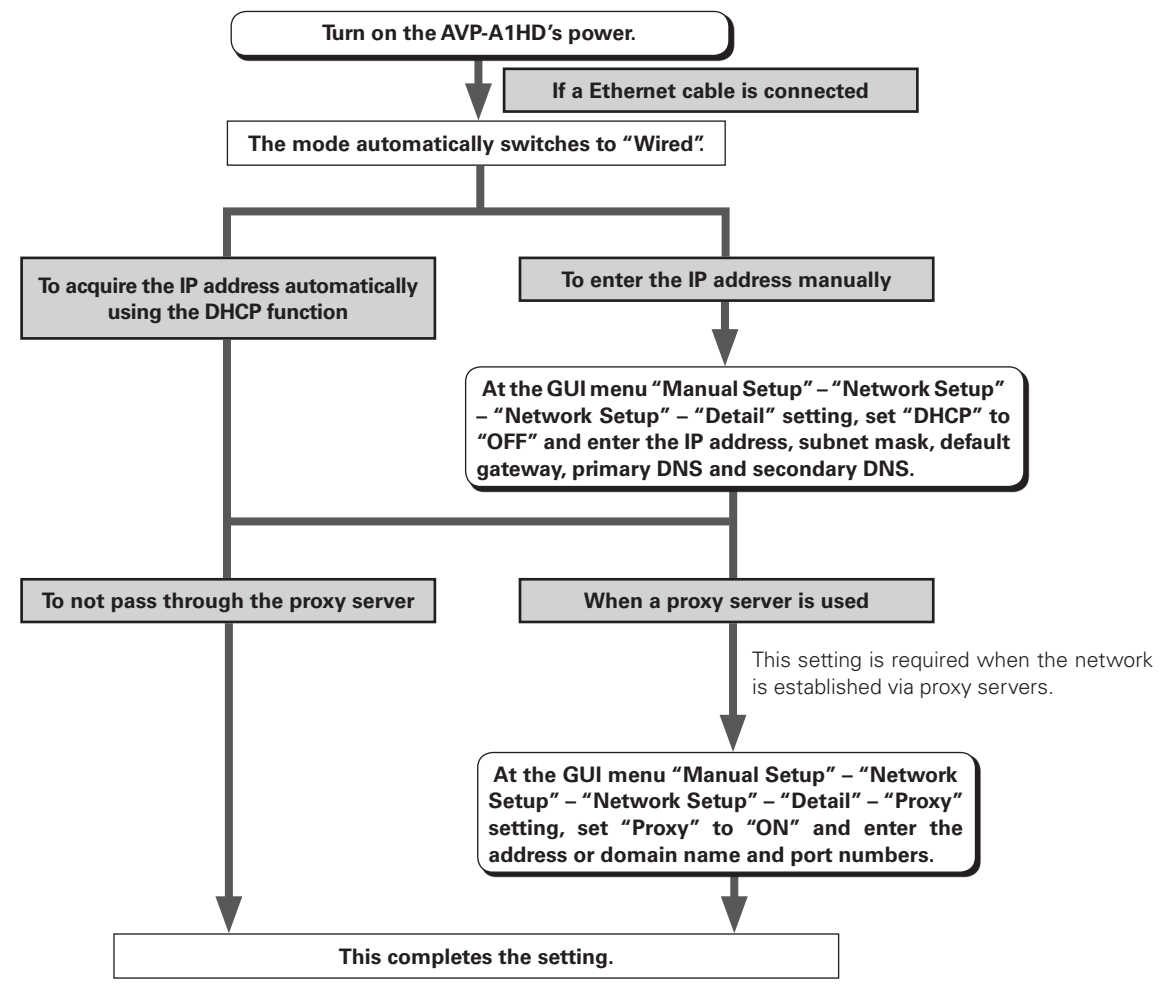 Turn on the AVP-A1HD’s power.
If a Ethernet cable is connected
The mode automatically switches to “Wired”.
To acquire the IP address automatically
using the DHCP function
To enter the IP address manually
At the GUI menu “Manual Setup” – “Network Setup”
– “Network Setup” – “Detail” setting, set “DHCP” to
“OFF” and enter the IP address, subnet mask, default
gateway, primary DNS and secondary DNS.
To not pass through the proxy server
When a proxy server is used
This setting is required when the network
is established via proxy servers.
At the GUI menu “Manual Setup” – “Network
Setup” – “Network Setup” – “Detail” – “Proxy”
setting, set “Proxy” to “ON” and enter the
address or domain name and port numbers.
This completes the setting.